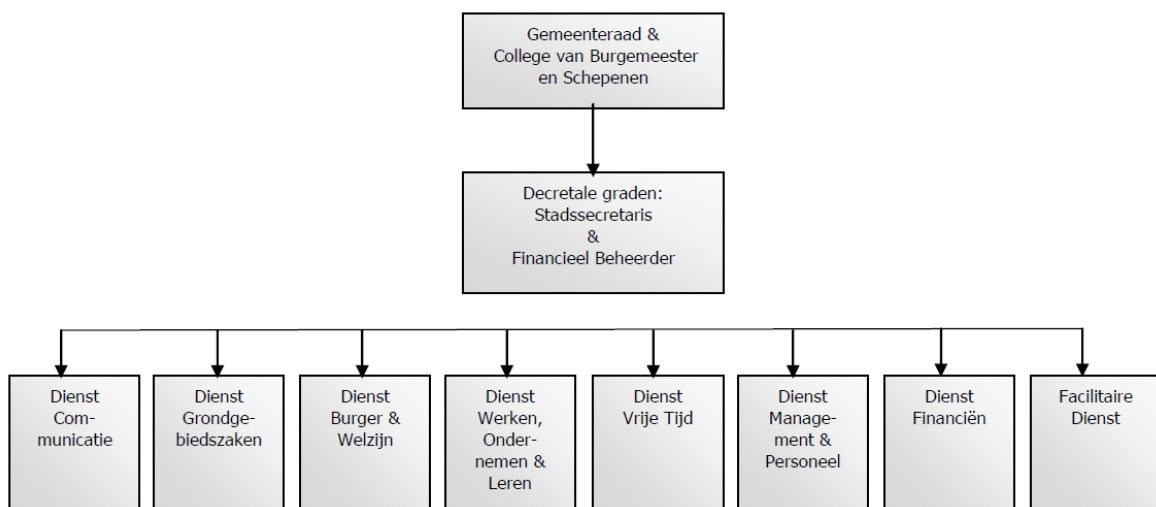 Gemeenteraad &
College van Burgemeester
en Schepenen
Decretale graden:
Stadssecretaris
&
Financieel Beheerder
Dienst
Com-
municatie
Dienst
Grondge-
biedszaken
Dienst
Burger &
Welzijn
Dienst
Werken,
Onder-
nemen &
Leren
Dienst
Vrije Tijd
Dienst
Manage-
ment &
Personeel
Dienst
Financiën
Facilitaire
Dienst